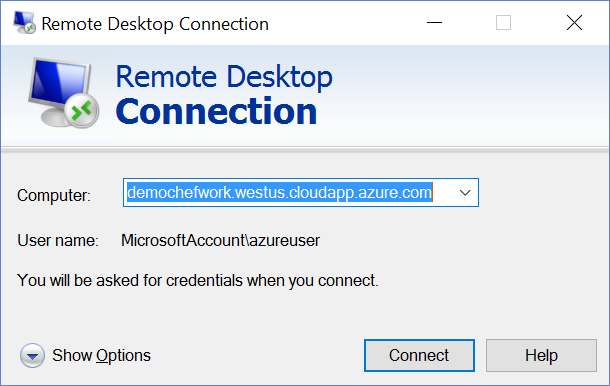 Remote Desktop Connection
Remote Desktop
Connection
Computer: demochefwork.westus.cloudapp.azure.com
User name: MicrosoftAccount\azureuser
You will be asked for credentials when you connect.
Show Options Connect Help